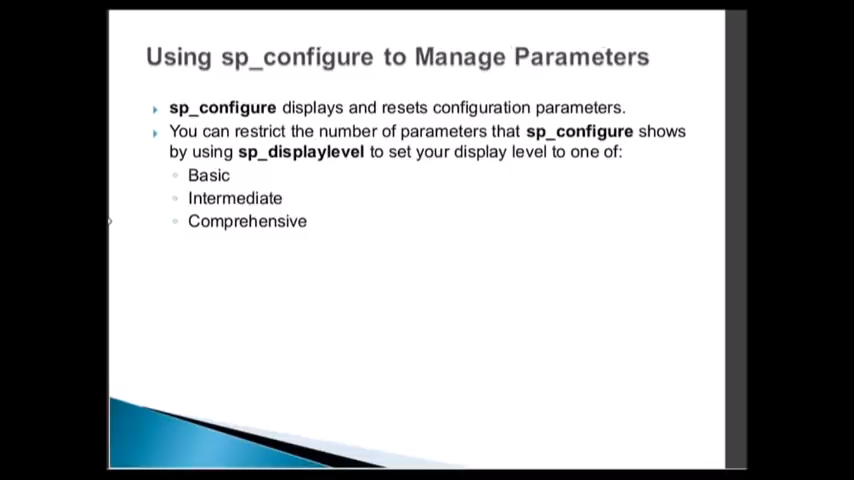 Using sp_configure to Manage Parameters
sp_configure displays and resets configuration parameters.
You can restrict the number of parameters that sp_configure shows
by using sp_displaylevel to set your display level to one of:
Basic
Intermediate
Comprehensive